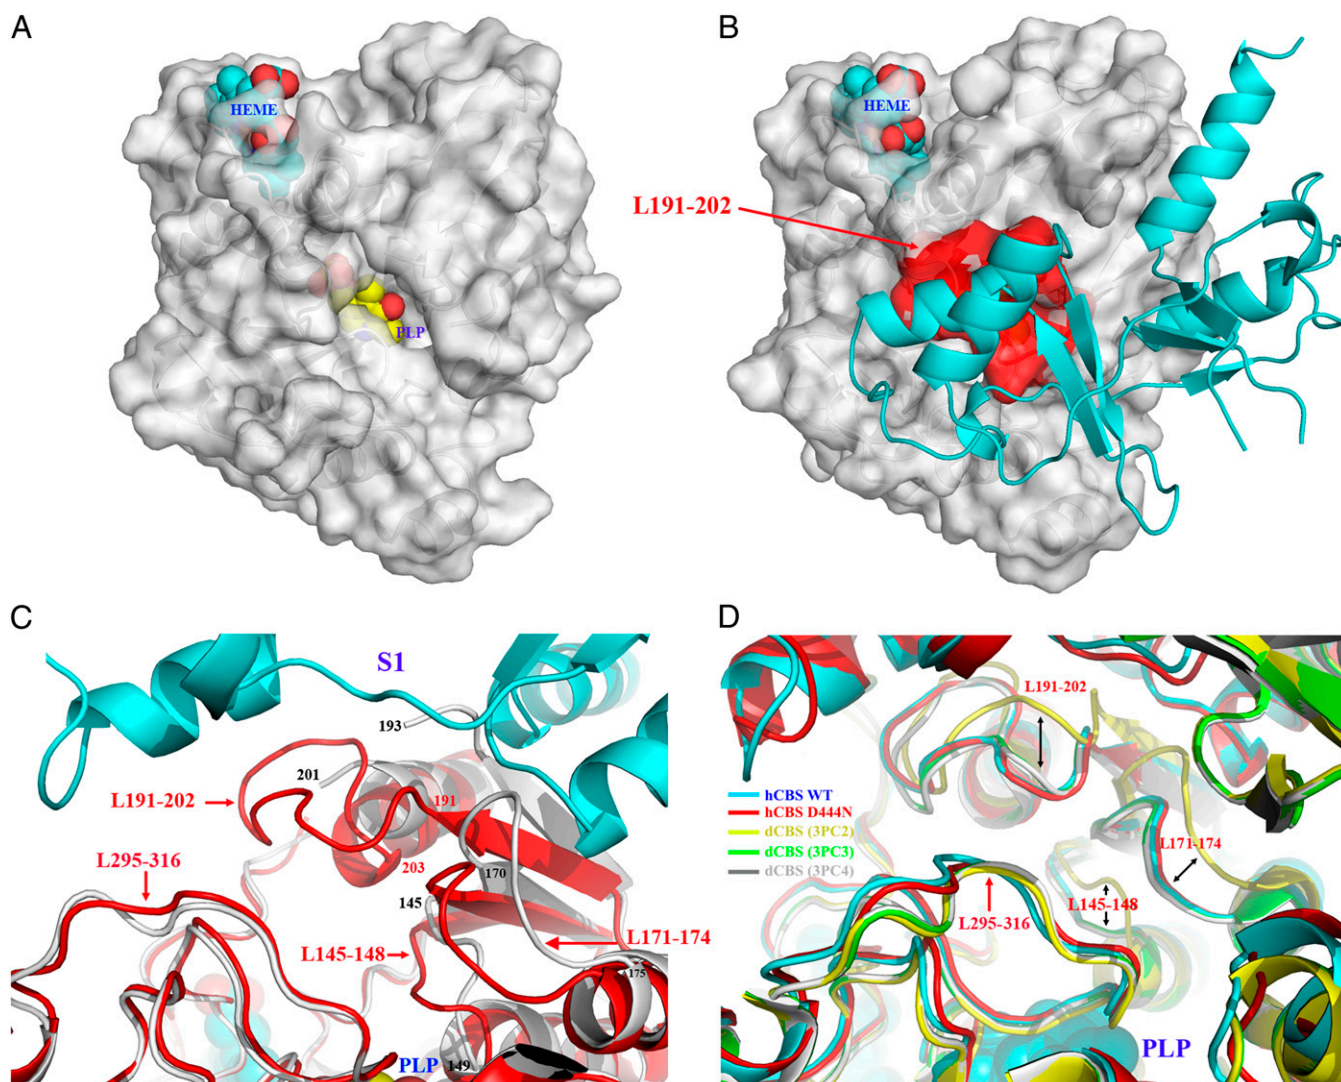 A
HEME
PLP
B
HEME
L191-202
C
S1
193
201
L191-202
191
L295-316
203
170
145
L145-148
L171-174
175
PLP
149
D
L191-202
hCBS WT
hCBS D444N
dCBS (3PC2)
dCBS (3PC3)
dCBS (3PC4)
L171-174
L145-148
L295-316
PLP